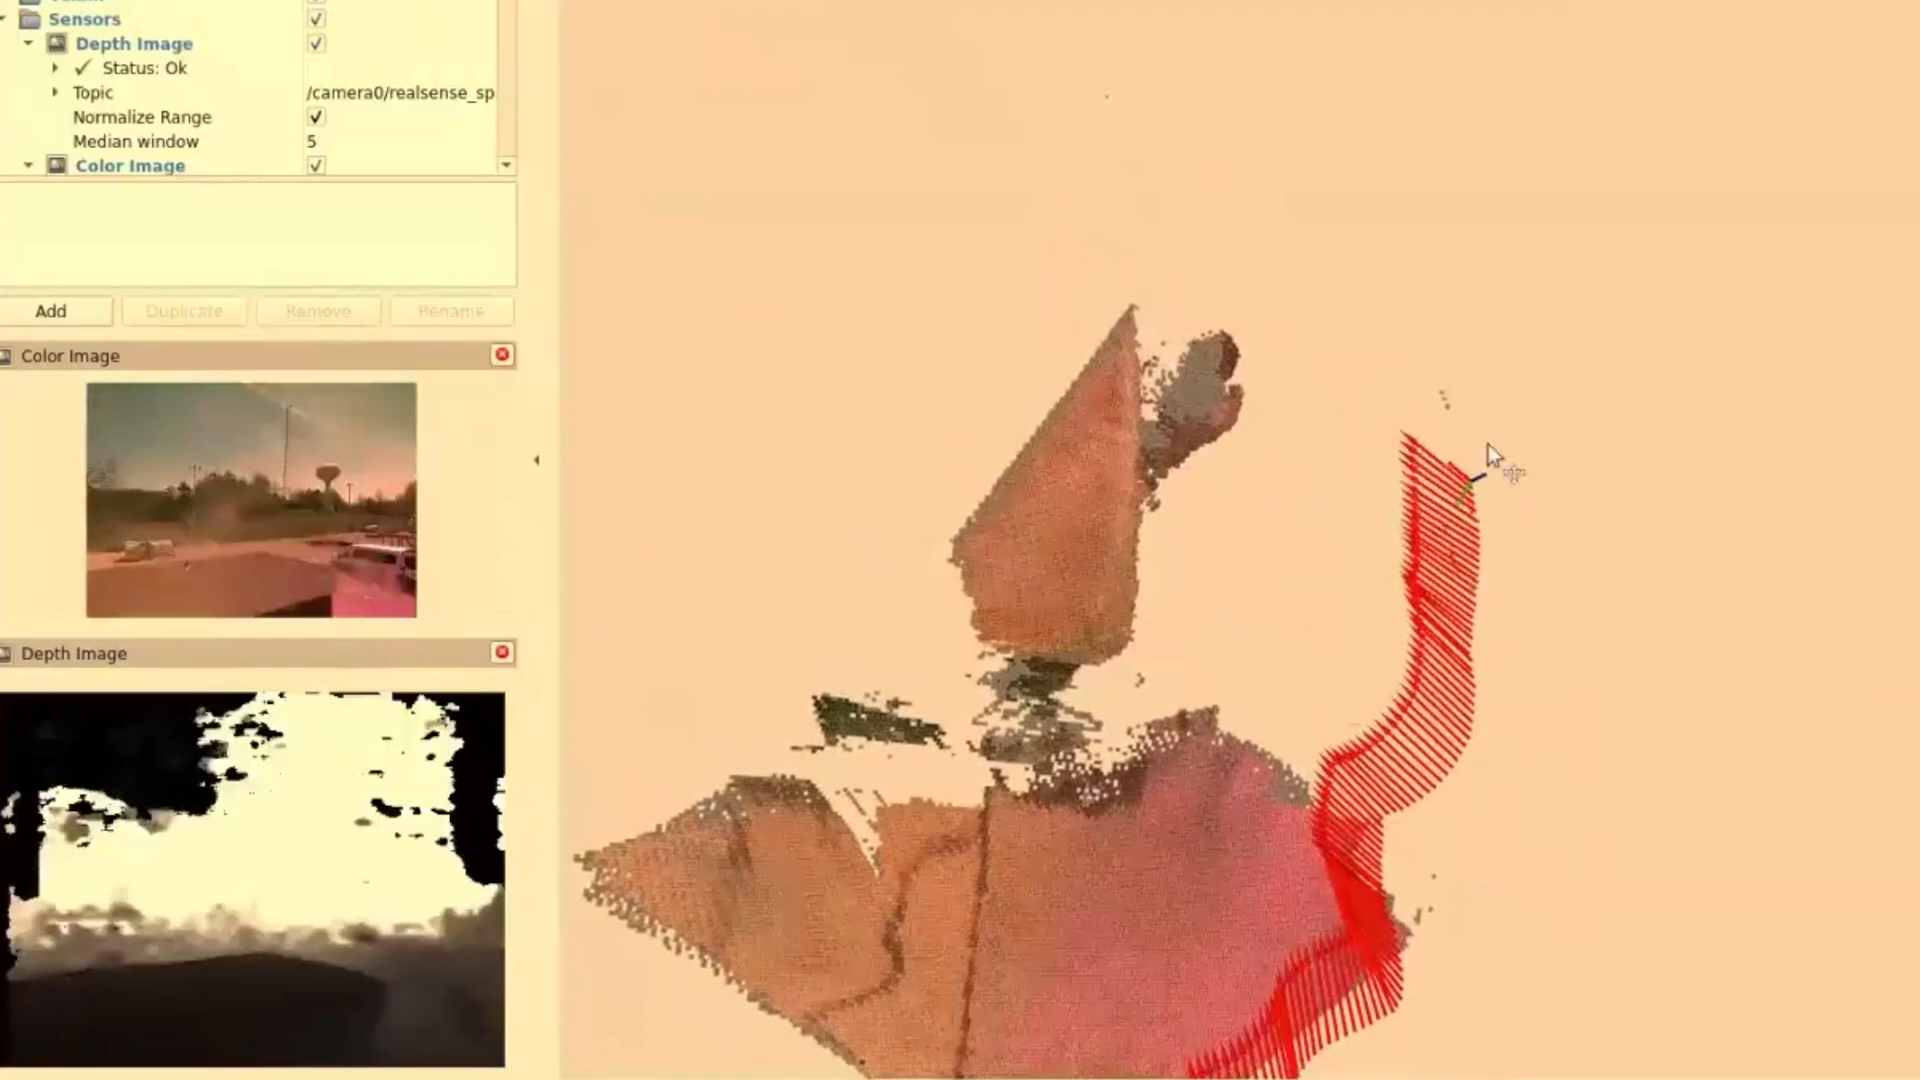 Sensors
Depth Image
Status: Ok
Topic /camera0/realsense_sp
Normalize Range
Median window 5
Color Image
Add Duplicate Remove Rename
Color Image
Depth Image